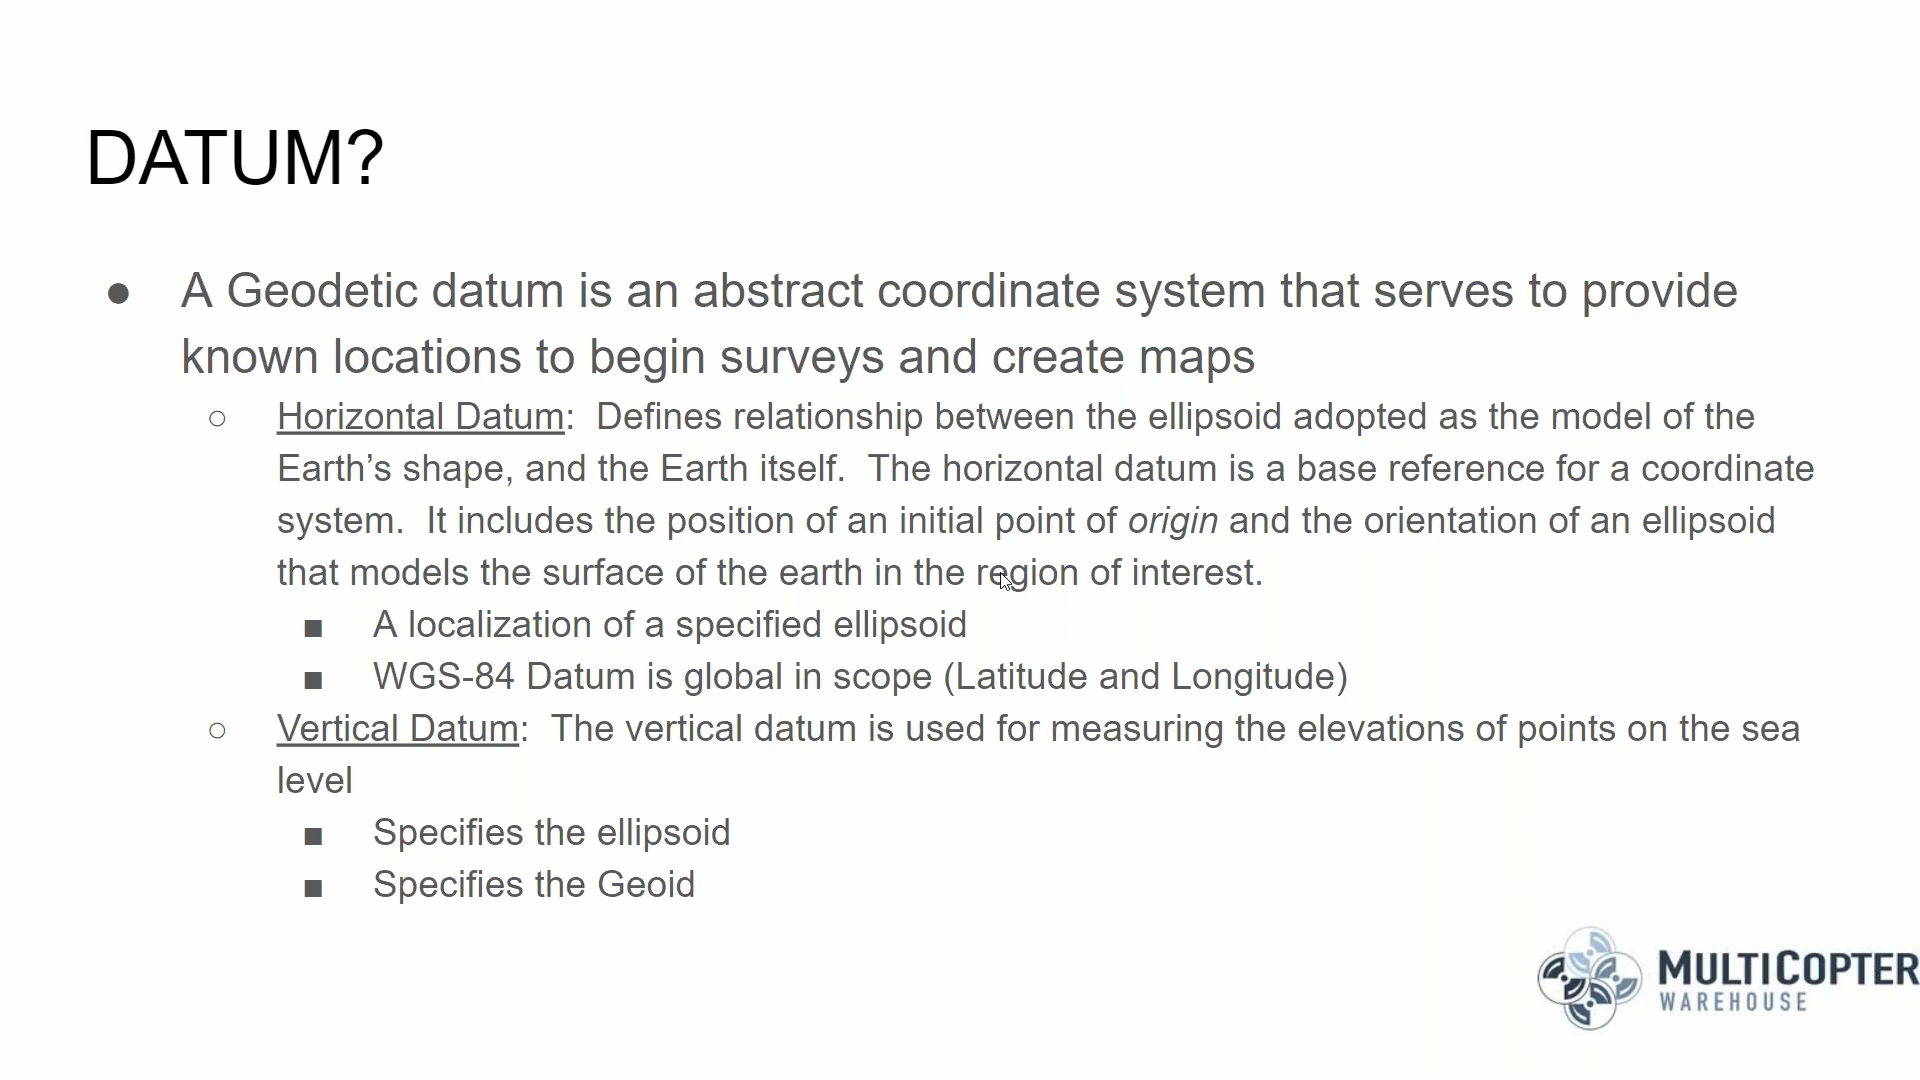 DATUM?
● A Geodetic datum is an abstract coordinate system that serves to provide
known locations to begin surveys and create maps
○ Horizontal Datum:  Defines relationship between the ellipsoid adopted as the model of the
Earth’s shape, and the Earth itself.  The horizontal datum is a base reference for a coordinate
system.  It includes the position of an initial point of origin and the orientation of an ellipsoid
that models the surface of the earth in the region of interest.
■ A localization of a specified ellipsoid
■ WGS-84 Datum is global in scope (Latitude and Longitude)
○ Vertical Datum:  The vertical datum is used for measuring the elevations of points on the sea
level
■ Specifies the ellipsoid
■ Specifies the Geoid
MULTICOPTER
WAREHOUSE